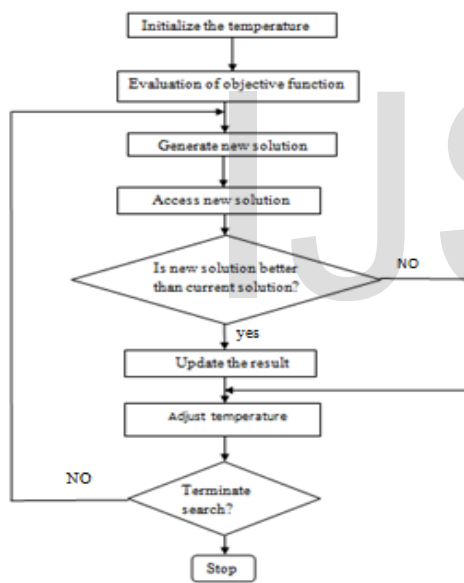 Initialize the temperature
Evaluation of objective function
Generate new solution
Access new solution
Is new solution better
than current solution?
NO
yes
Update the result
Adjust temperature
NO
Terminate
search?
Stop
IJS